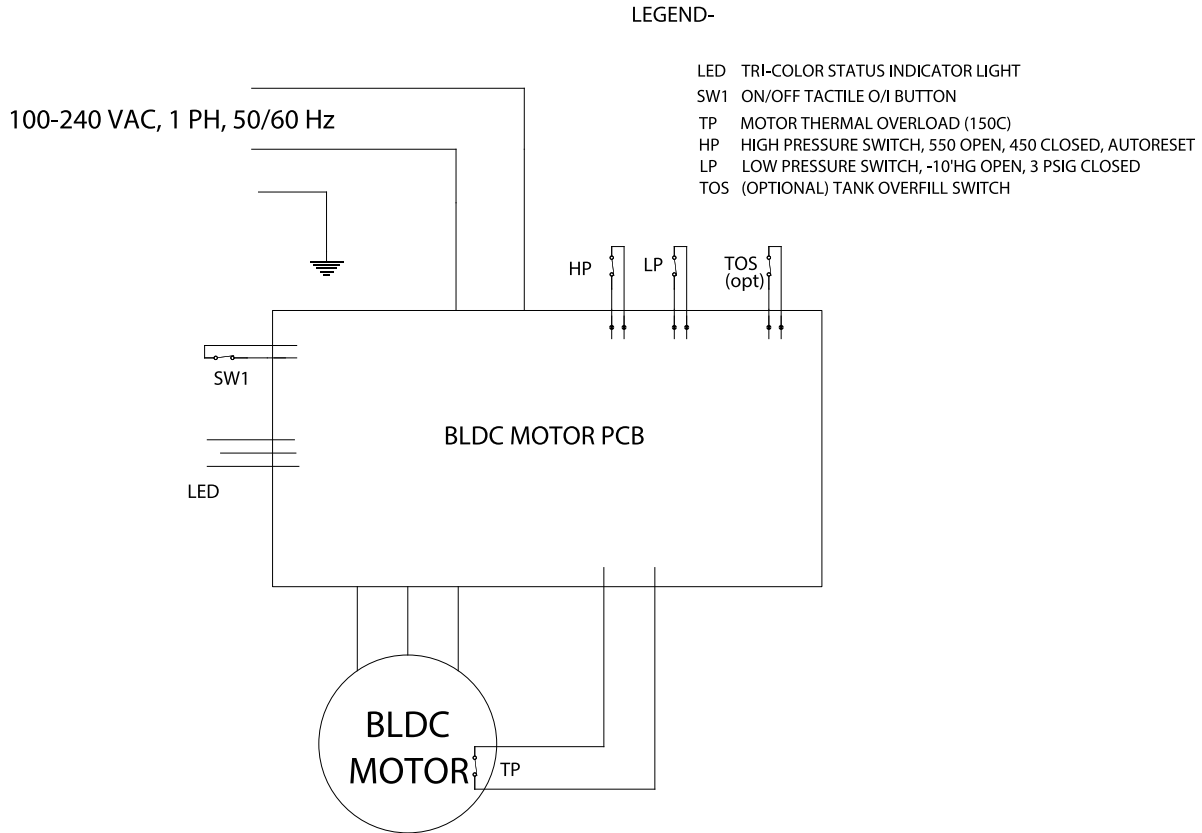 LEGEND-
LED TRI-COLOR STATUS INDICATOR LIGHT
SW1 ON/OFF TACTILE O/I BUTTON
TP MOTOR THERMAL OVERLOAD (150C)
HP HIGH PRESSURE SWITCH, 550 OPEN, 450 CLOSED, AUTORESET
LP LOW PRESSURE SWITCH, -10'HG OPEN, 3 PSIG CLOSED
TOS (OPTIONAL) TANK OVERFILL SWITCH
100-240 VAC, 1 PH, 50/60 Hz
HP
LP
TOS
(opt)
SW1
BLDC MOTOR PCB
LED
BLDC
MOTOR
TP